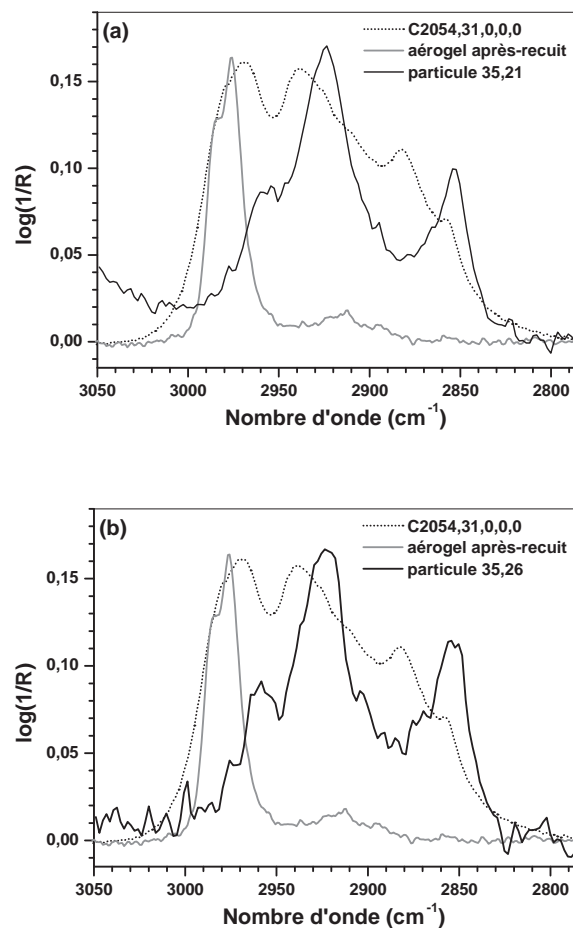 (a)
C2054,31,0,0,0
aérogel après-recuit
particule 35,21
log(1/R)
0,15
0,10
0,05
0,00
3050 3000 2950 2900 2850 2800
Nombre d'onde (cm⁻¹)
(b)
C2054,31,0,0,0
aérogel après-recuit
particule 35,26
log(1/R)
0,15
0,10
0,05
0,00
3050 3000 2950 2900 2850 2800
Nombre d'onde (cm⁻¹)